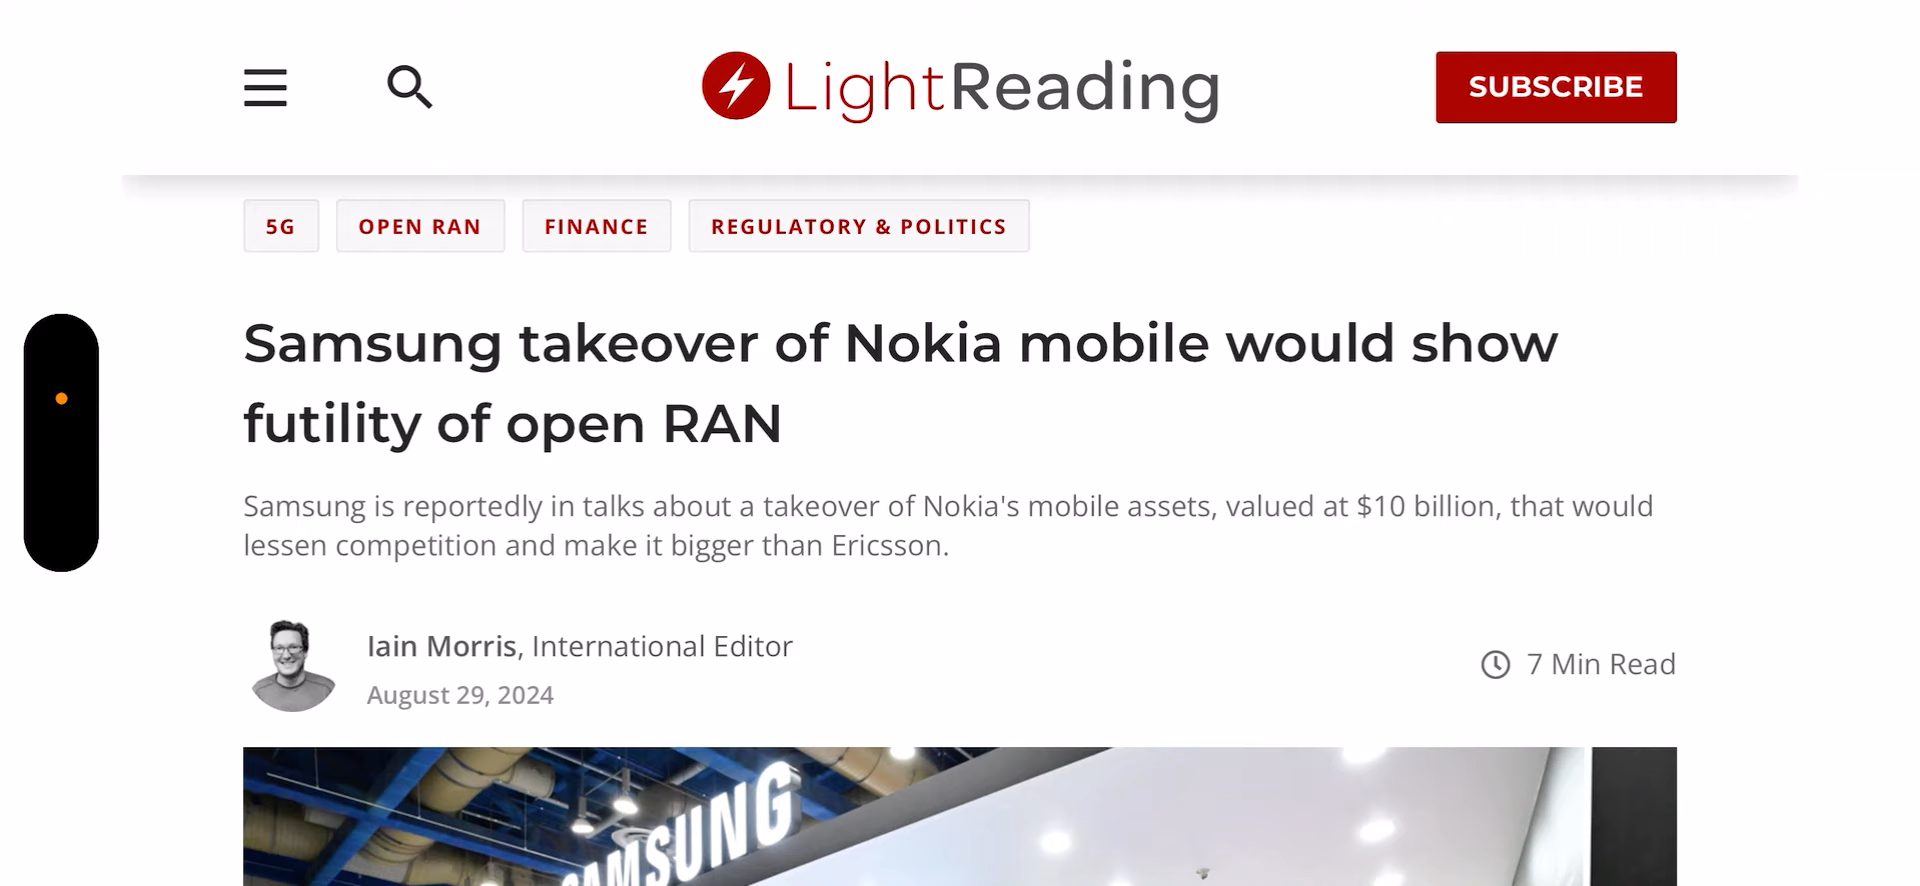 LightReading
SUBSCRIBE
5G
OPEN RAN
FINANCE
REGULATORY & POLITICS
Samsung takeover of Nokia mobile would show
futility of open RAN
Samsung is reportedly in talks about a takeover of Nokia's mobile assets, valued at $10 billion, that would
lessen competition and make it bigger than Ericsson.
Iain Morris, International Editor
August 29, 2024
7 Min Read
SAMSUNG